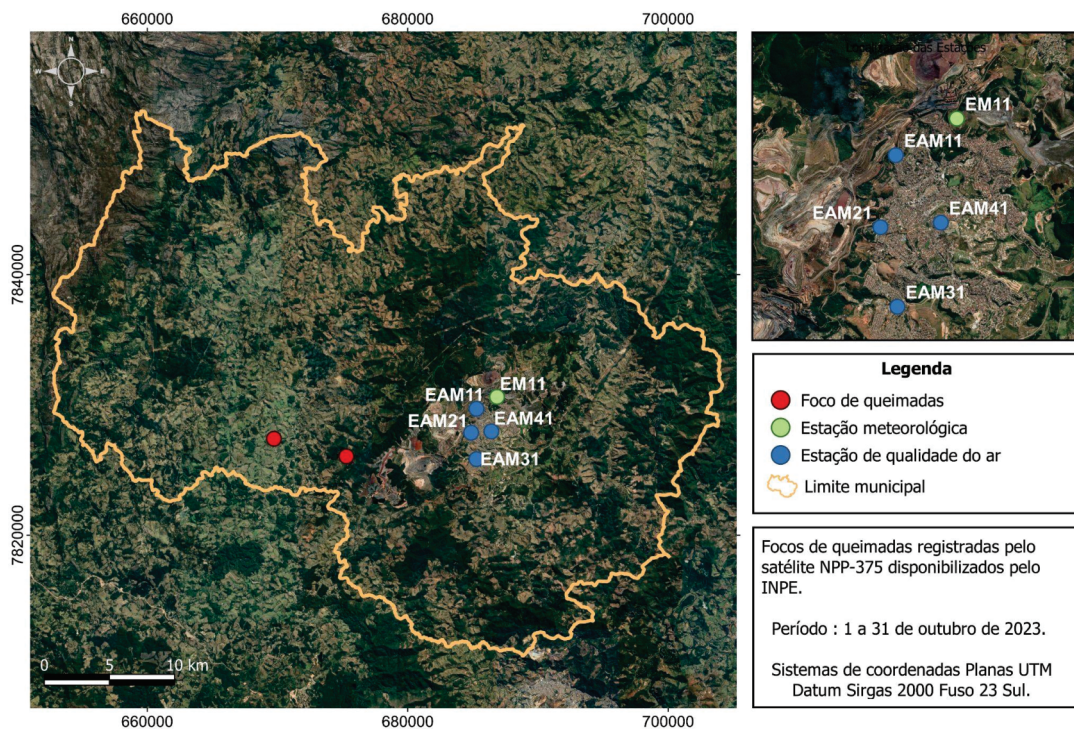 660000
680000
700000
7840000
7820000
EM11
EAM11
EAM21
EAM41
EAM31
0
5
10 km
660000
680000
700000
Localização das Estações
EM11
EAM11
EAM21
EAM41
EAM31
Legenda
Foco de queimadas
Estação meteorológica
Estação de qualidade do ar
Limite municipal
Focos de queimadas registradas pelo
satélite NPP-375 disponibilizados pelo
INPE.
Período : 1 a 31 de outubro de 2023.
Sistemas de coordenadas Planas UTM
Datum Sirgas 2000 Fuso 23 Sul.